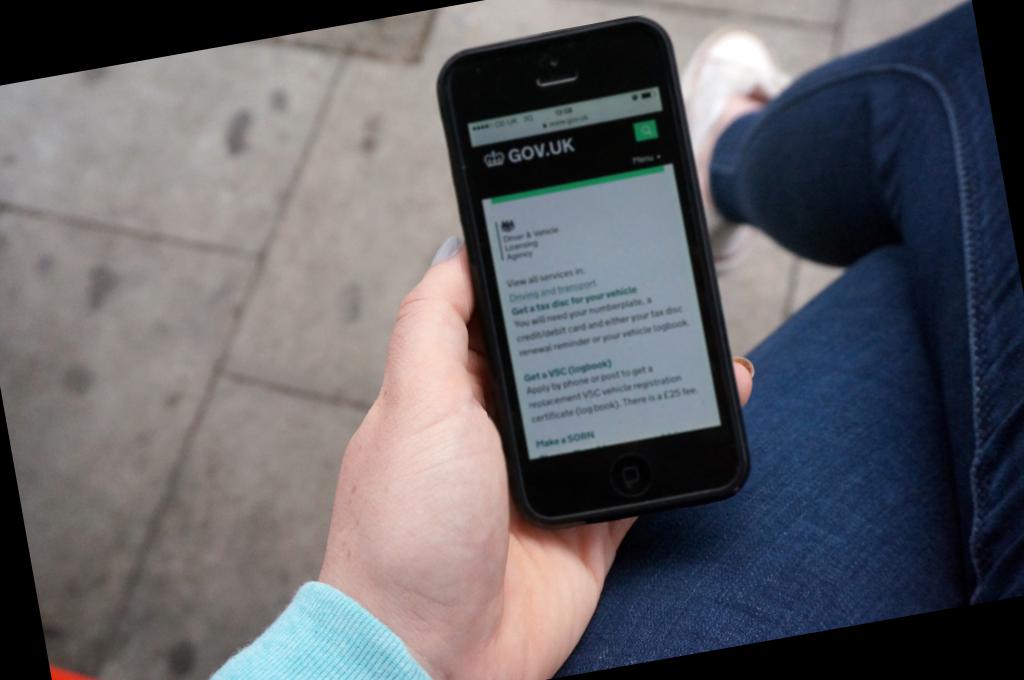 3G 12:58
www.gov.uk
GOV.UK
Menu
Driver & Vehicle
Licensing
Agency
View all services in:
Driving and transport
Get a tax disc for your vehicle
You will need your numberplate, a
credit/debit card and either your tax disc
renewal reminder or your vehicle logbook.
Get a V5C (logbook)
Apply by phone or post to get a
replacement V5C vehicle registration
certificate (log book). There is a £25 fee.
Make a SORN